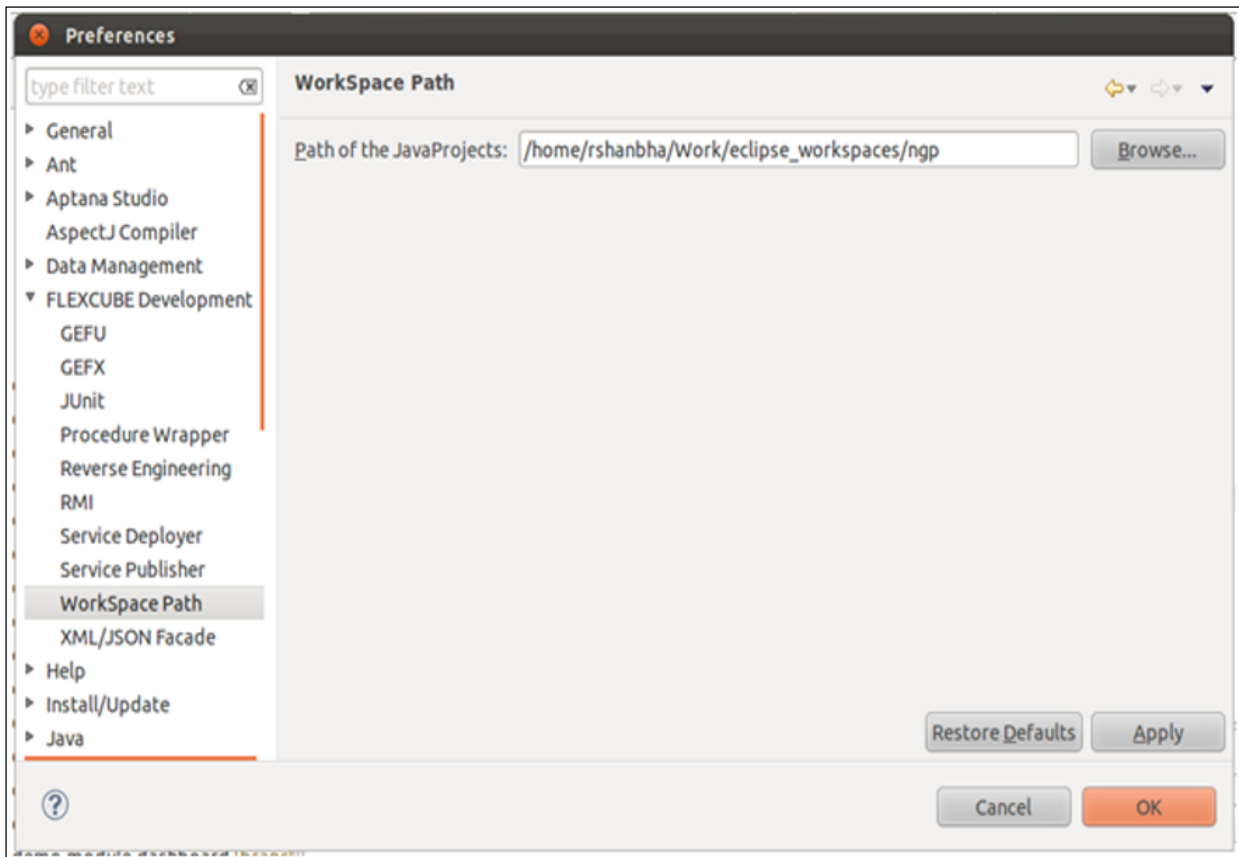 Preferences
type filter text
WorkSpace Path
General
Path of the JavaProjects: /home/rshanbha/Work/eclipse_workspaces/ngp Browse...
Ant
Aptana Studio
AspectJ Compiler
Data Management
FLEXCUBE Development
GEFU
GEFX
JUnit
Procedure Wrapper
Reverse Engineering
RMI
Service Deployer
Service Publisher
WorkSpace Path
XML/JSON Facade
Help
Install/Update
Java
Restore Defaults Apply
Cancel OK